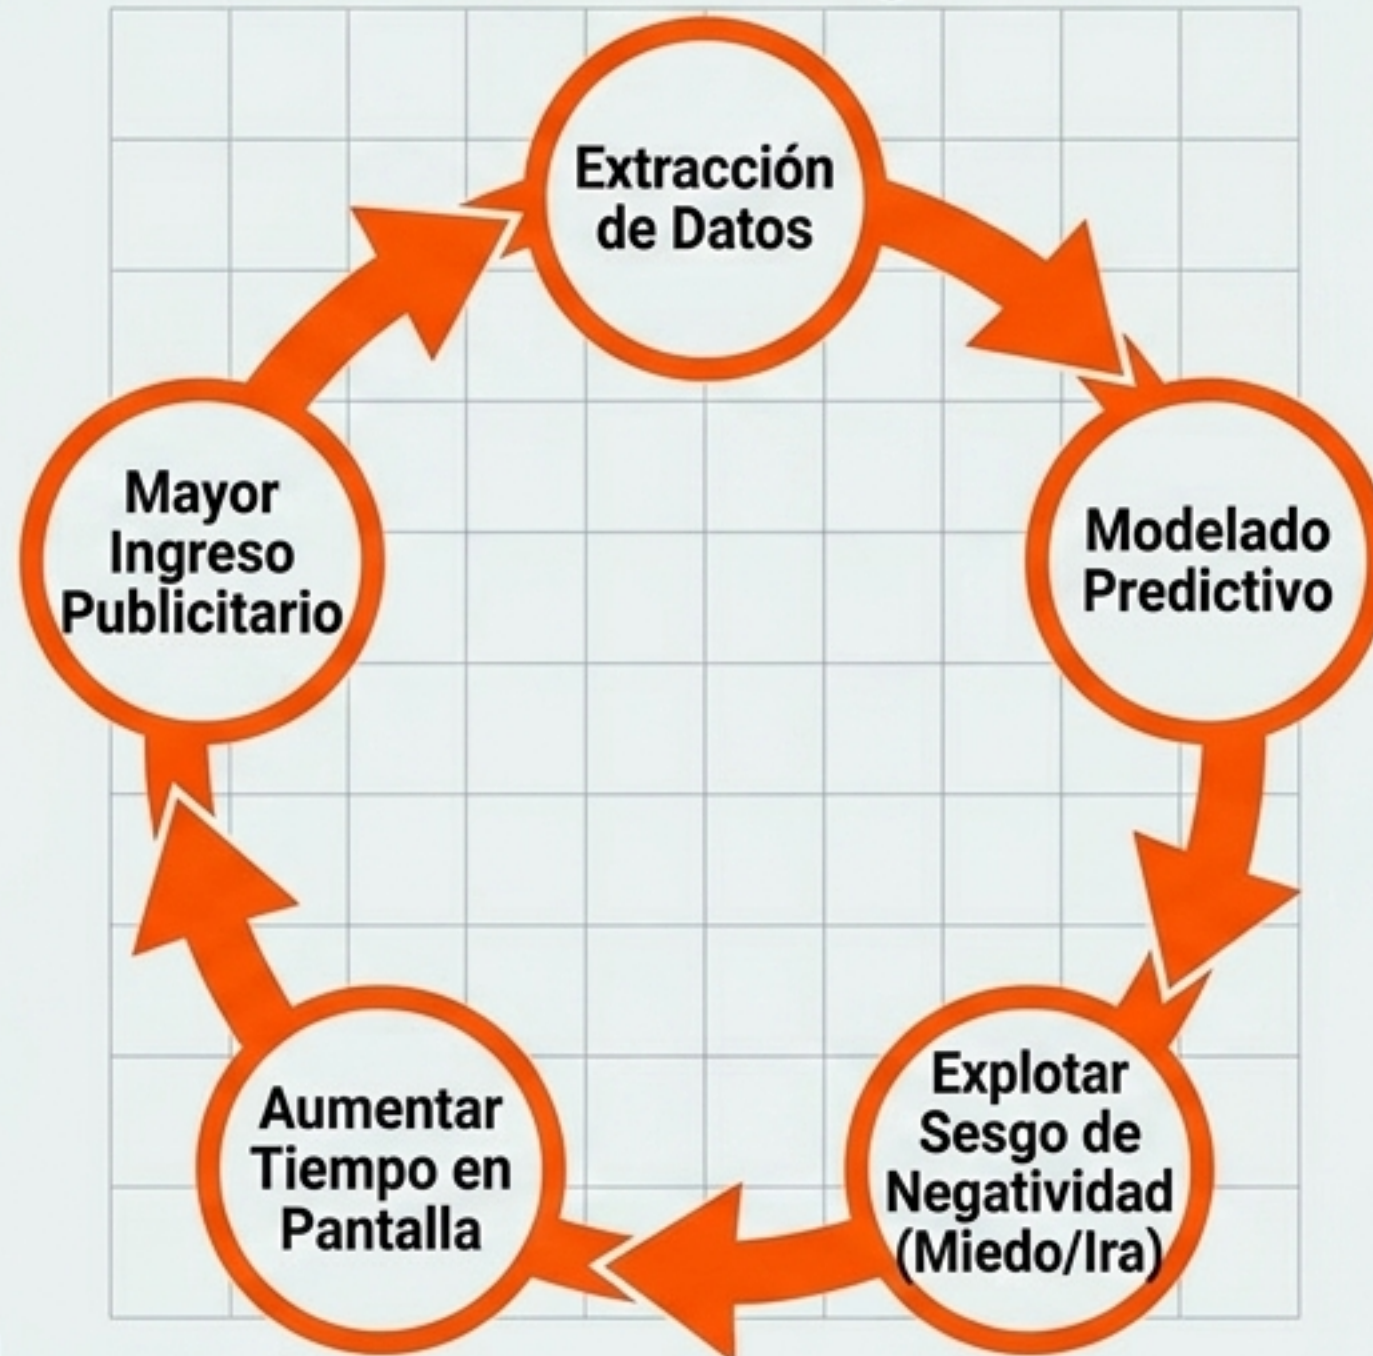 Extracción
de Datos
Modelado
Predictivo
Explotar
Sesgo de
Negatividad
(Miedo/Ira)
Aumentar
Tiempo en
Pantalla
Mayor
Ingreso
Publicitario